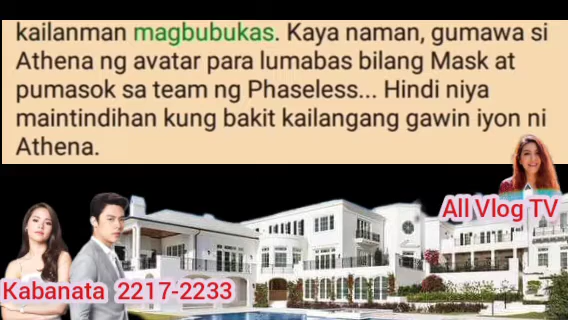 kailanman magbubukas. Kaya naman, gumawa si
Athena ng avatar para lumabas bilang Mask at
pumasok sa team ng Phaseless... Hindi niya
maintindihan kung bakit kailangang gawin iyon ni
Athena.
All Vlog TV
Kabanata 2217-2233